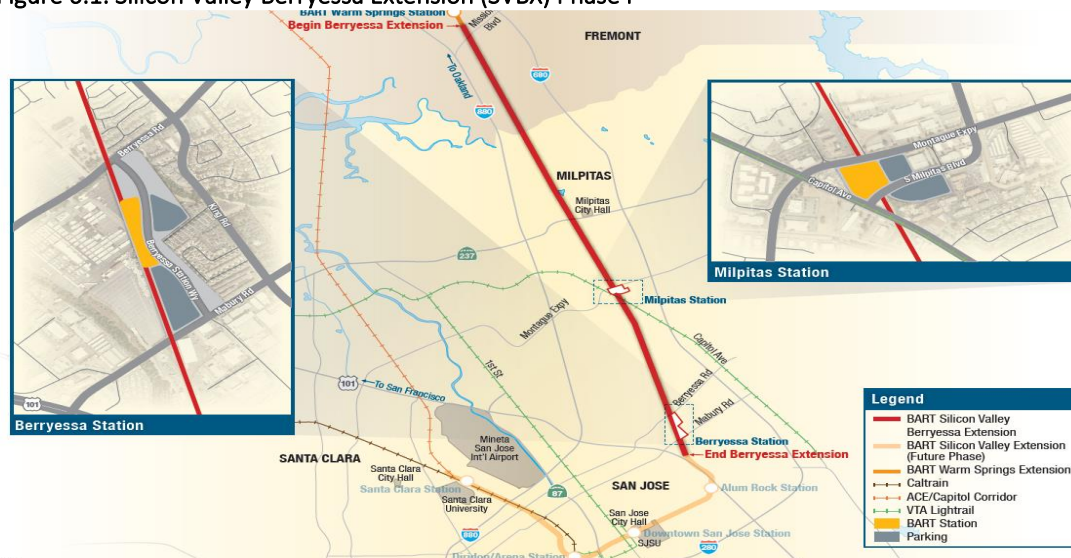 Figure 6.1: Silicon Valley Berryessa Extension (SVBX) Phase I
BART Warm Springs Station
Begin Berryessa Extension
Mission
Blvd
FREMONT
To Oakland
680
880
MILPITAS
Milpitas
City Hall
237
Milpitas Station
Montague Expy
Capitol Ave
1st St
101
To San Francisco
Berryessa Rd
Mabury Rd
Berryessa Station
End Berryessa Extension
Mineta
San Jose
Int'l Airport
SANTA CLARA
Santa Clara
City Hall
Santa Clara Station
Santa Clara
University
87
SAN JOSE
Alum Rock Station
San Jose
City Hall
Downtown San Jose Station
SJSU
880
280
Diridon/Arena Station
Berryessa Rd
King Rd
Berryessa Station Wy
Mabury Rd
101
Berryessa Station
Montague Expy
S Milpitas Blvd
Capitol Ave
Milpitas Station
Legend
BART Silicon Valley
Berryessa Extension
BART Silicon Valley Extension
(Future Phase)
BART Warm Springs Extension
Caltrain
ACE/Capitol Corridor
VTA Lightrail
BART Station
Parking